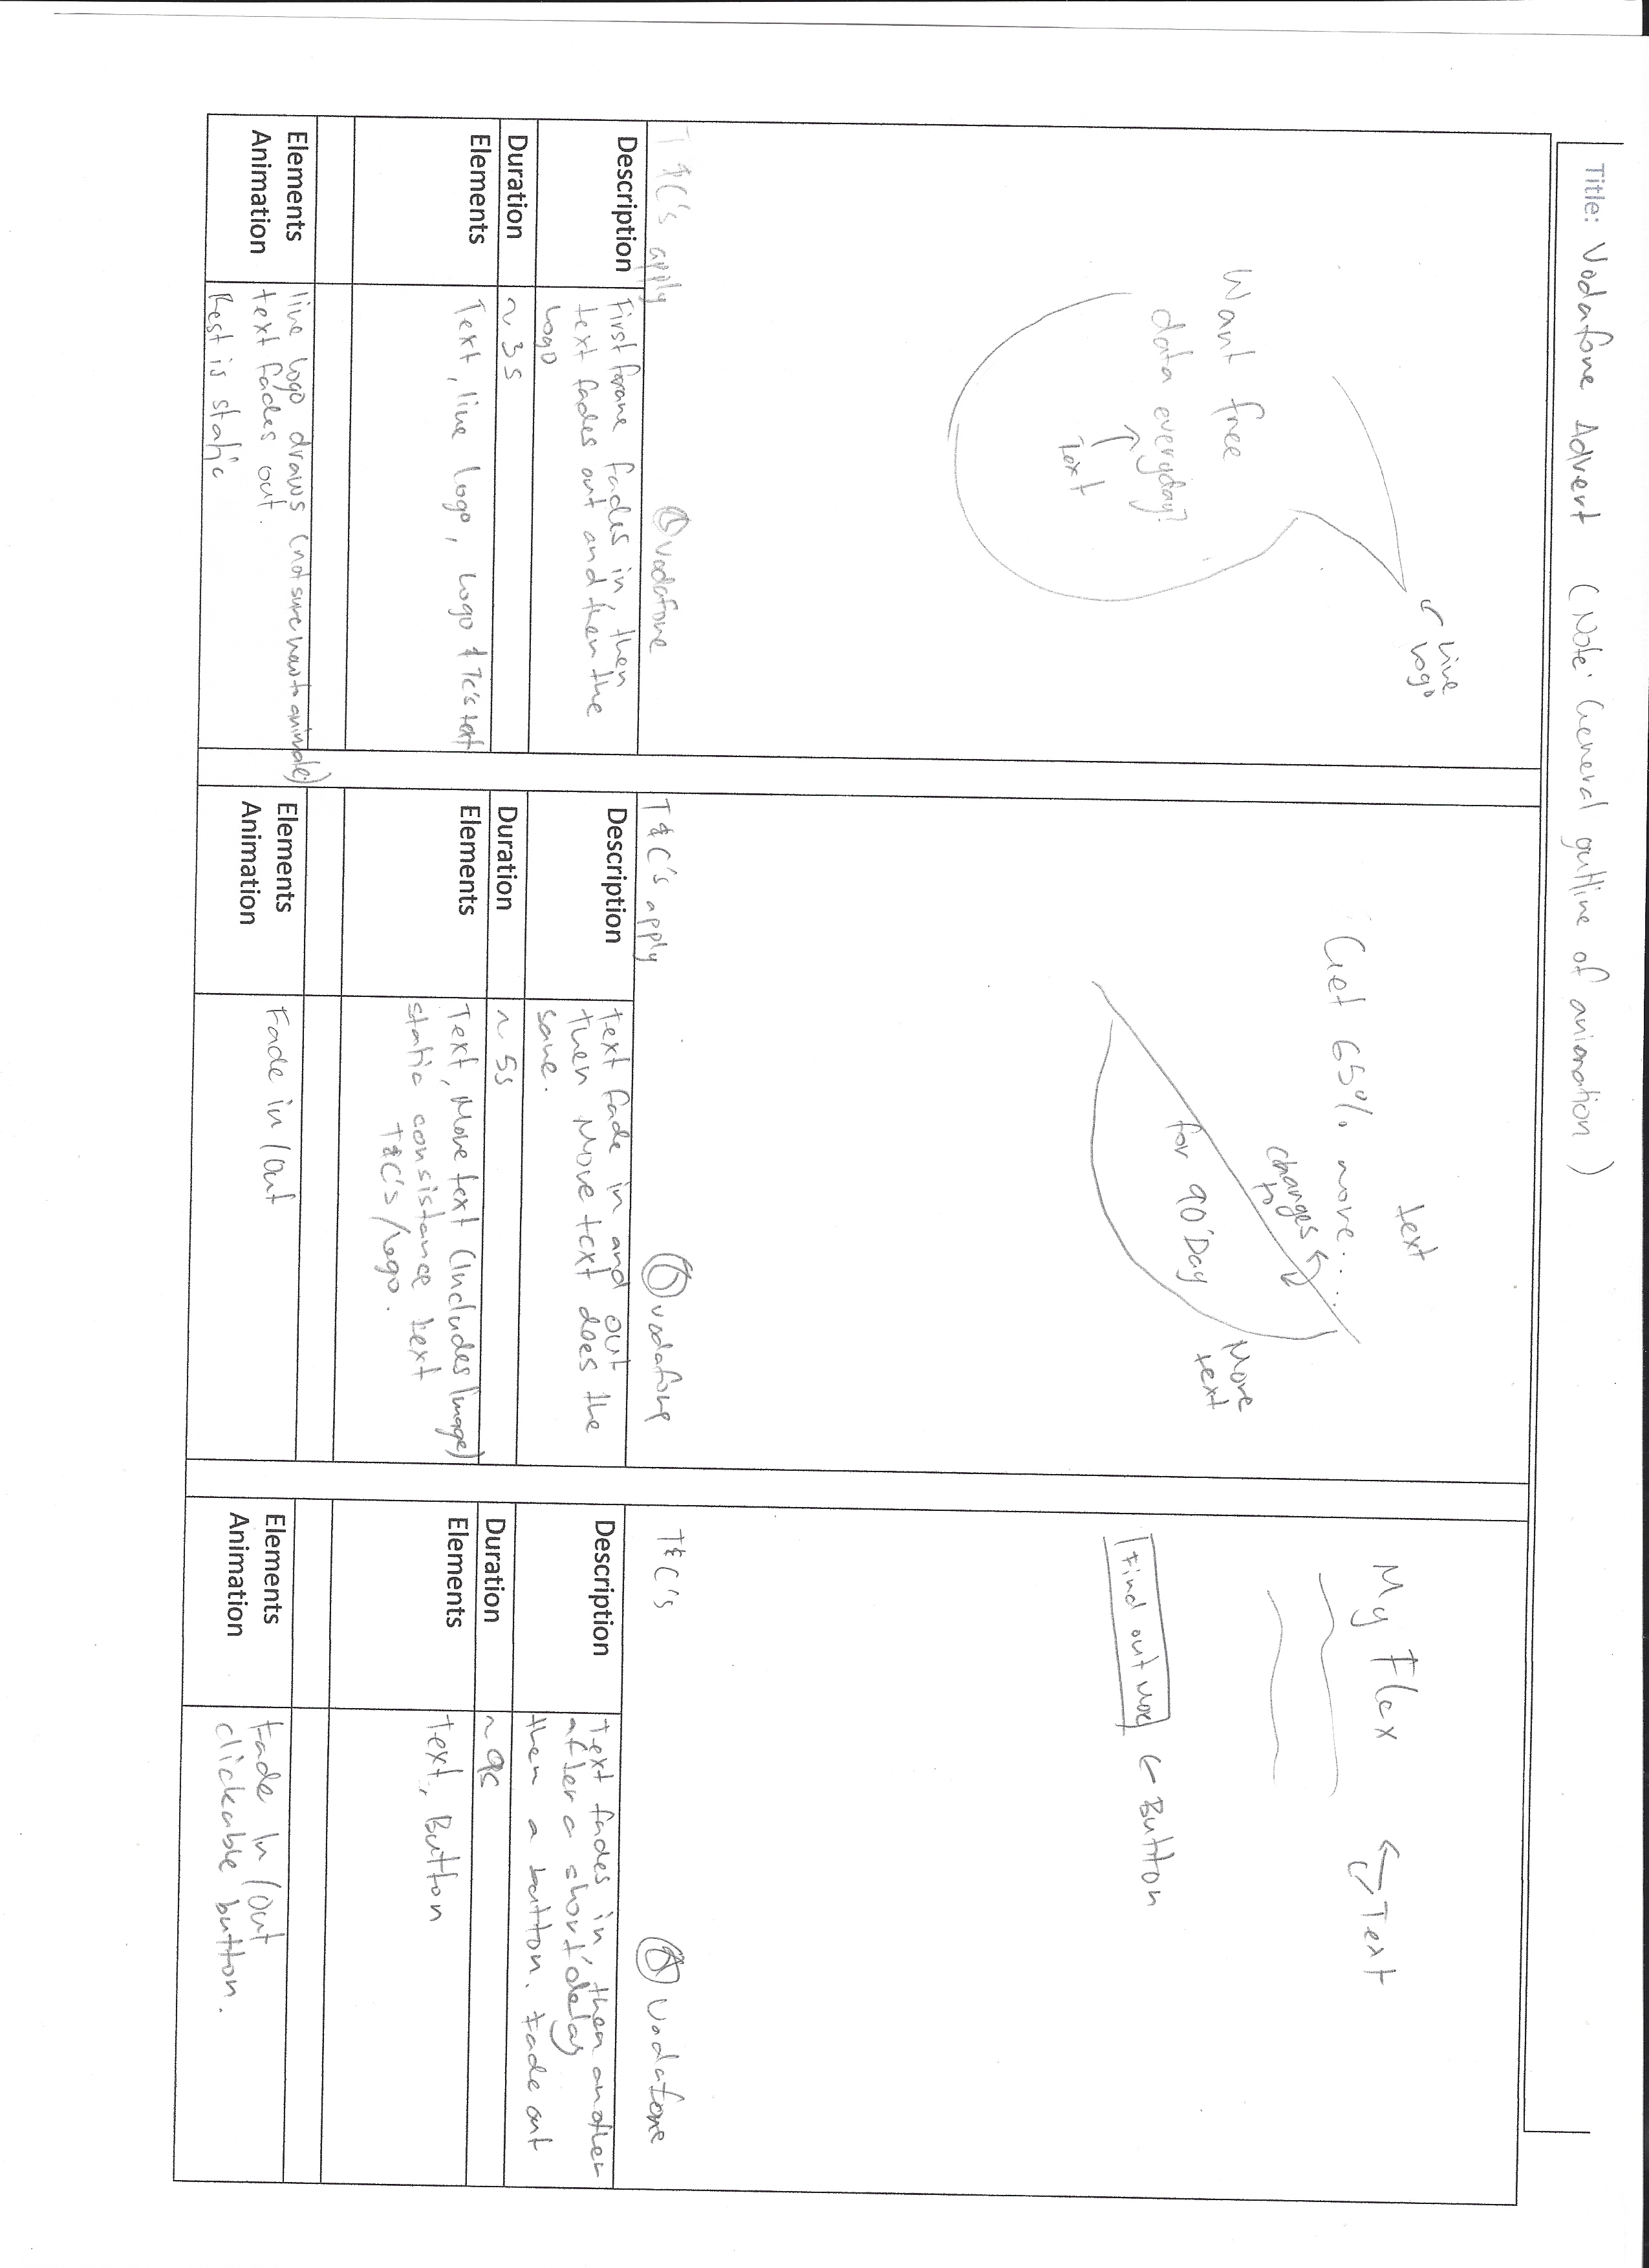 Title: Vodafone Advert (Note: General outline of animation)
Want free
data everyday?
Text
Line
Logo
T&C's apply
vodafone
Description
First forame fades in, then
text fades out and then the
Logo
Duration
~ 3s
Elements
Text, line Logo, Logo & Tc's text
Elements
Animation
line logo draws (not sure how to animate)
text fades out.
Rest is static
text
Get 65% more....
changes
to
for 90 Day
More
text
T&C's apply
vodafone
Description
text fade in and out
then More text does the
same.
Duration
~ 5s
Elements
Text, More text (Includes Image)
static consistance text
T&C's / Logo.
Elements
Animation
Fade in / Out
My Flex
Text
Find out More
Button
T&C's
Vodafone
Description
Text fades in, then another
after a short delay
then a button. fade out
Duration
~ 9s
Elements
Text, Button
Elements
Animation
Fade In / Out
clickable button.